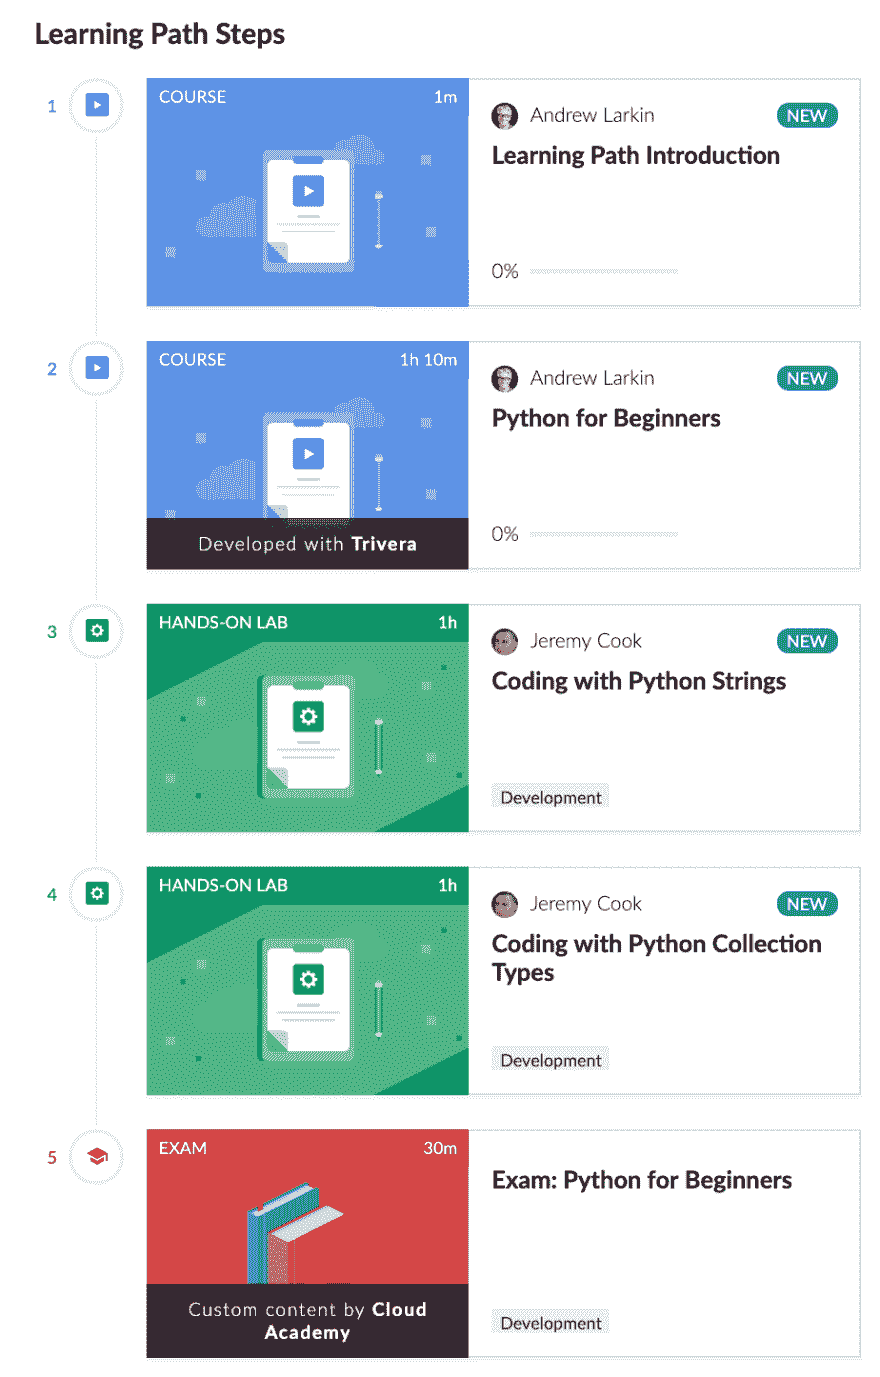 Learning Path Steps
1
COURSE
1m
Andrew Larkin
NEW
Learning Path Introduction
0%
2
COURSE
1h 10m
Developed with Trivera
Andrew Larkin
NEW
Python for Beginners
0%
3
HANDS-ON LAB
1h
Jeremy Cook
NEW
Coding with Python Strings
Development
4
HANDS-ON LAB
1h
Jeremy Cook
NEW
Coding with Python Collection
Types
Development
5
EXAM
30m
Custom content by Cloud
Academy
Exam: Python for Beginners
Development